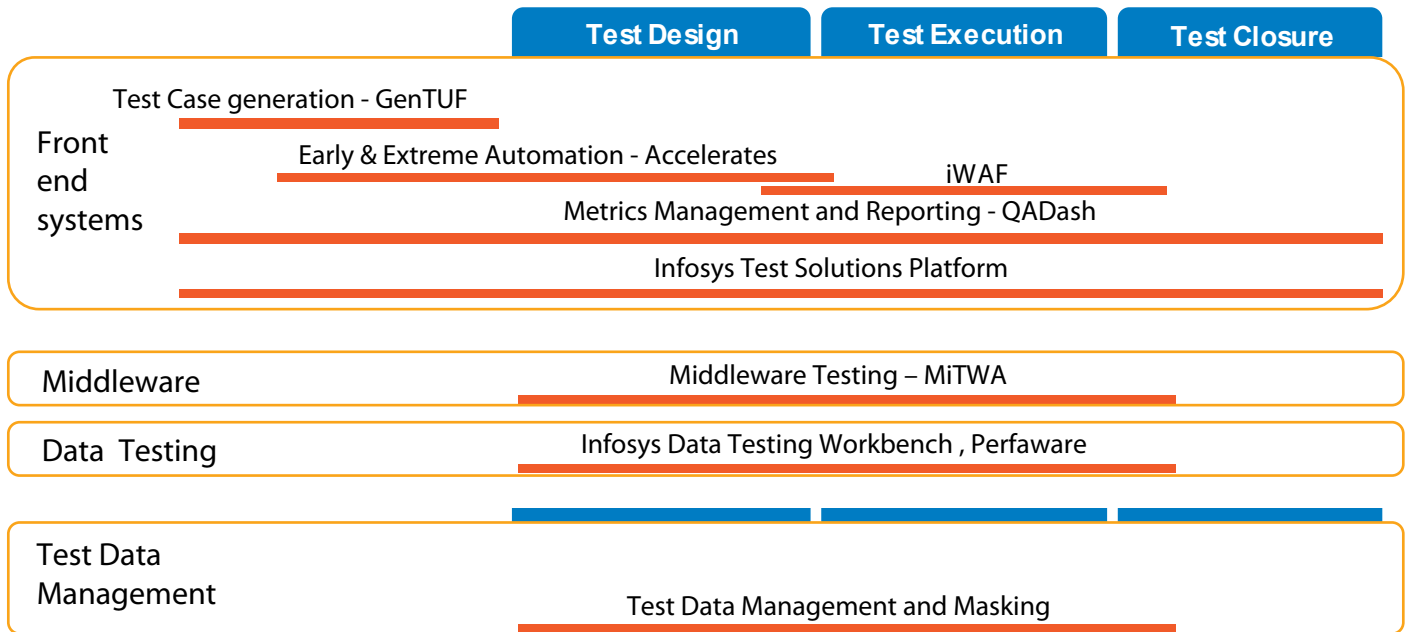 Test Design
Test Execution
Test Closure
Test Case generation - GenTUF
Front
end
systems
Early & Extreme Automation - Accelerates
iWAF
Metrics Management and Reporting - QADash
Infosys Test Solutions Platform
Middleware
Middleware Testing – MiTWA
Data Testing
Infosys Data Testing Workbench , Perfaware
Test Data
Management
Test Data Management and Masking